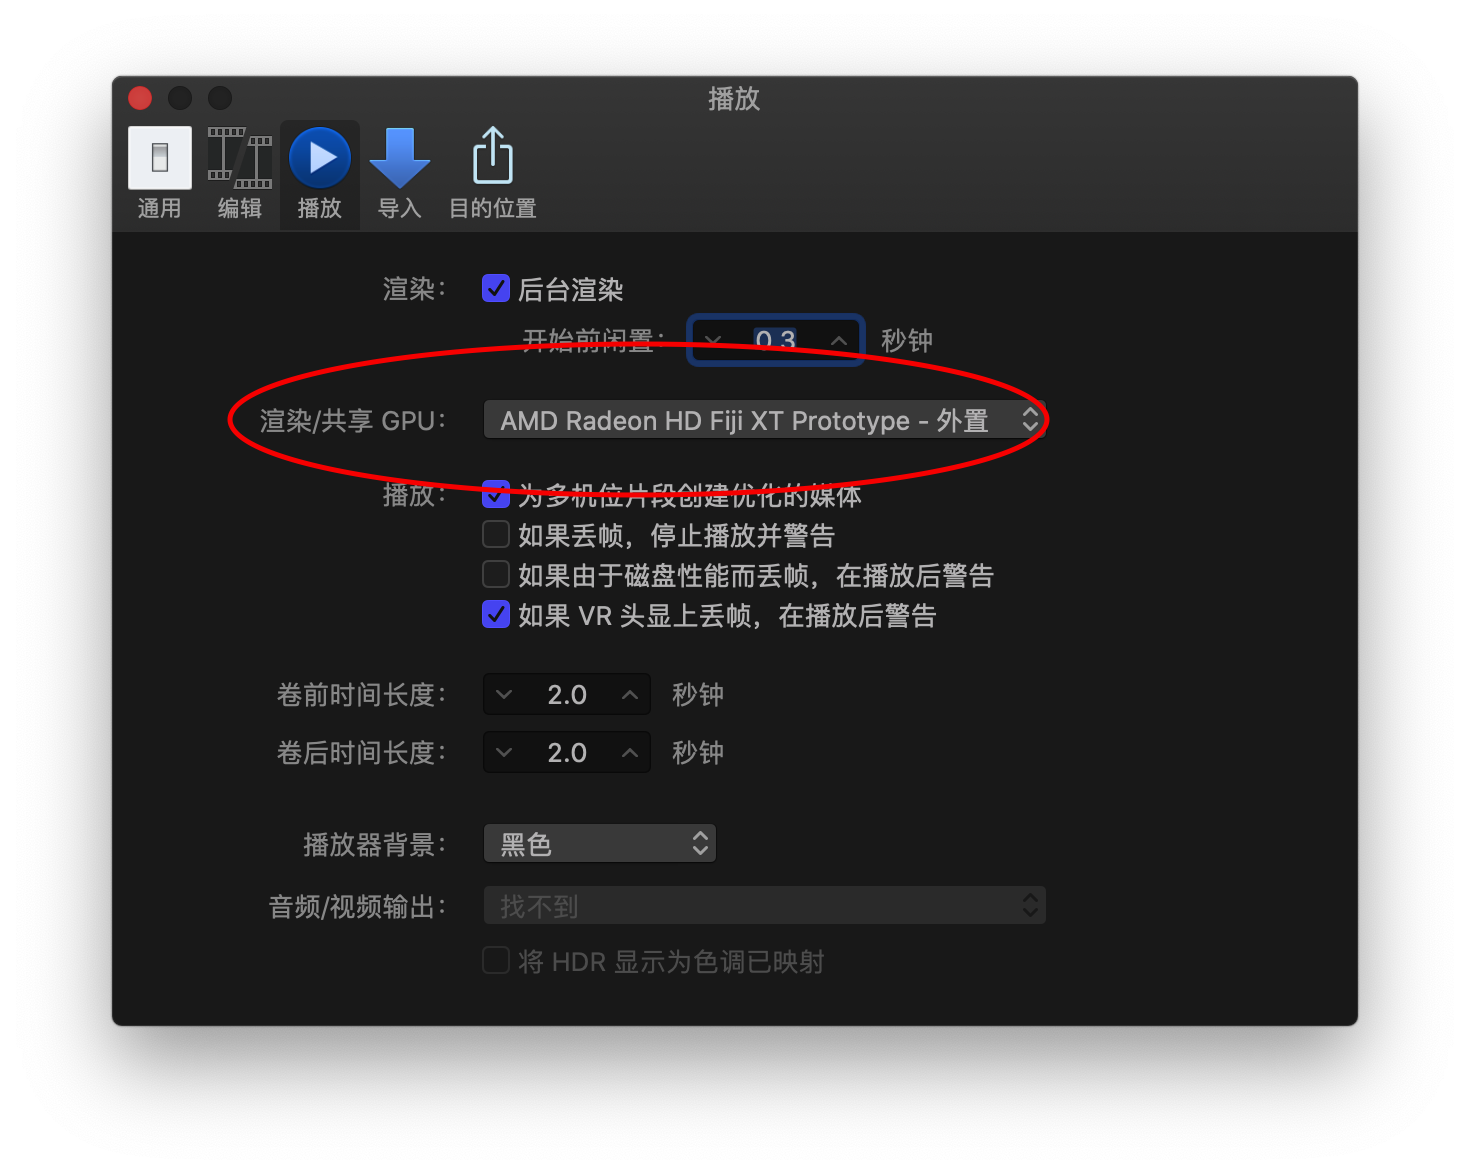 播放
通用 编辑 播放 导入 目的位置
渲染： 后台渲染
开始前闲置： 0.3 秒钟
渲染/共享 GPU： AMD Radeon HD Fiji XT Prototype - 外置
播放： 为多机位片段创建优化的媒体
如果丢帧，停止播放并警告
如果由于磁盘性能而丢帧，在播放后警告
如果 VR 头显上丢帧，在播放后警告
卷前时间长度： 2.0 秒钟
卷后时间长度： 2.0 秒钟
播放器背景： 黑色
音频/视频输出： 找不到
将 HDR 显示为色调已映射